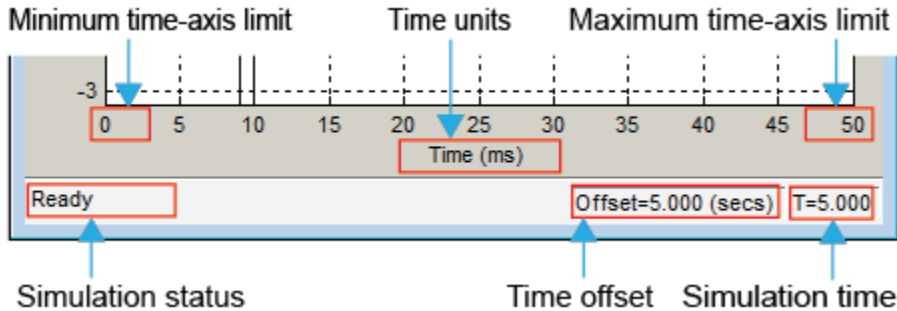 Minimum time-axis limit Time units Maximum time-axis limit
-3
0 5 10 15 20 25 30 35 40 45 50
Time (ms)
Ready Offset=5.000 (secs) T=5.000
Simulation status Time offset Simulation time